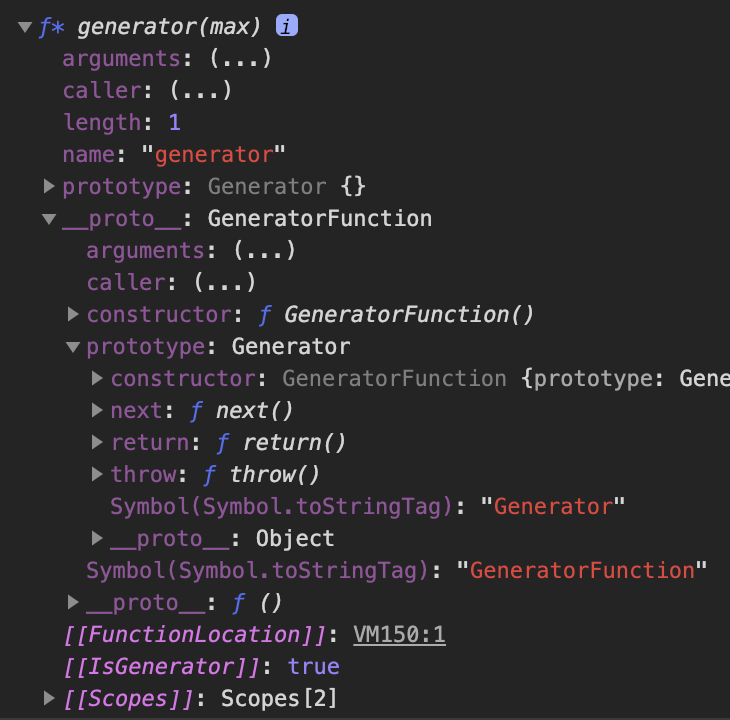 ▼ƒ* generator(max) i
arguments: (...)
caller: (...)
length: 1
name: "generator"
▶prototype: Generator {}
▼__proto__: GeneratorFunction
arguments: (...)
caller: (...)
▶constructor: ƒ GeneratorFunction()
▼prototype: Generator
▶constructor: GeneratorFunction {prototype: Gene
▶next: ƒ next()
▶return: ƒ return()
▶throw: ƒ throw()
Symbol(Symbol.toStringTag): "Generator"
▶__proto__: Object
Symbol(Symbol.toStringTag): "GeneratorFunction"
▶__proto__: ƒ ()
[[FunctionLocation]]: VM150:1
[[IsGenerator]]: true
▶[[Scopes]]: Scopes[2]